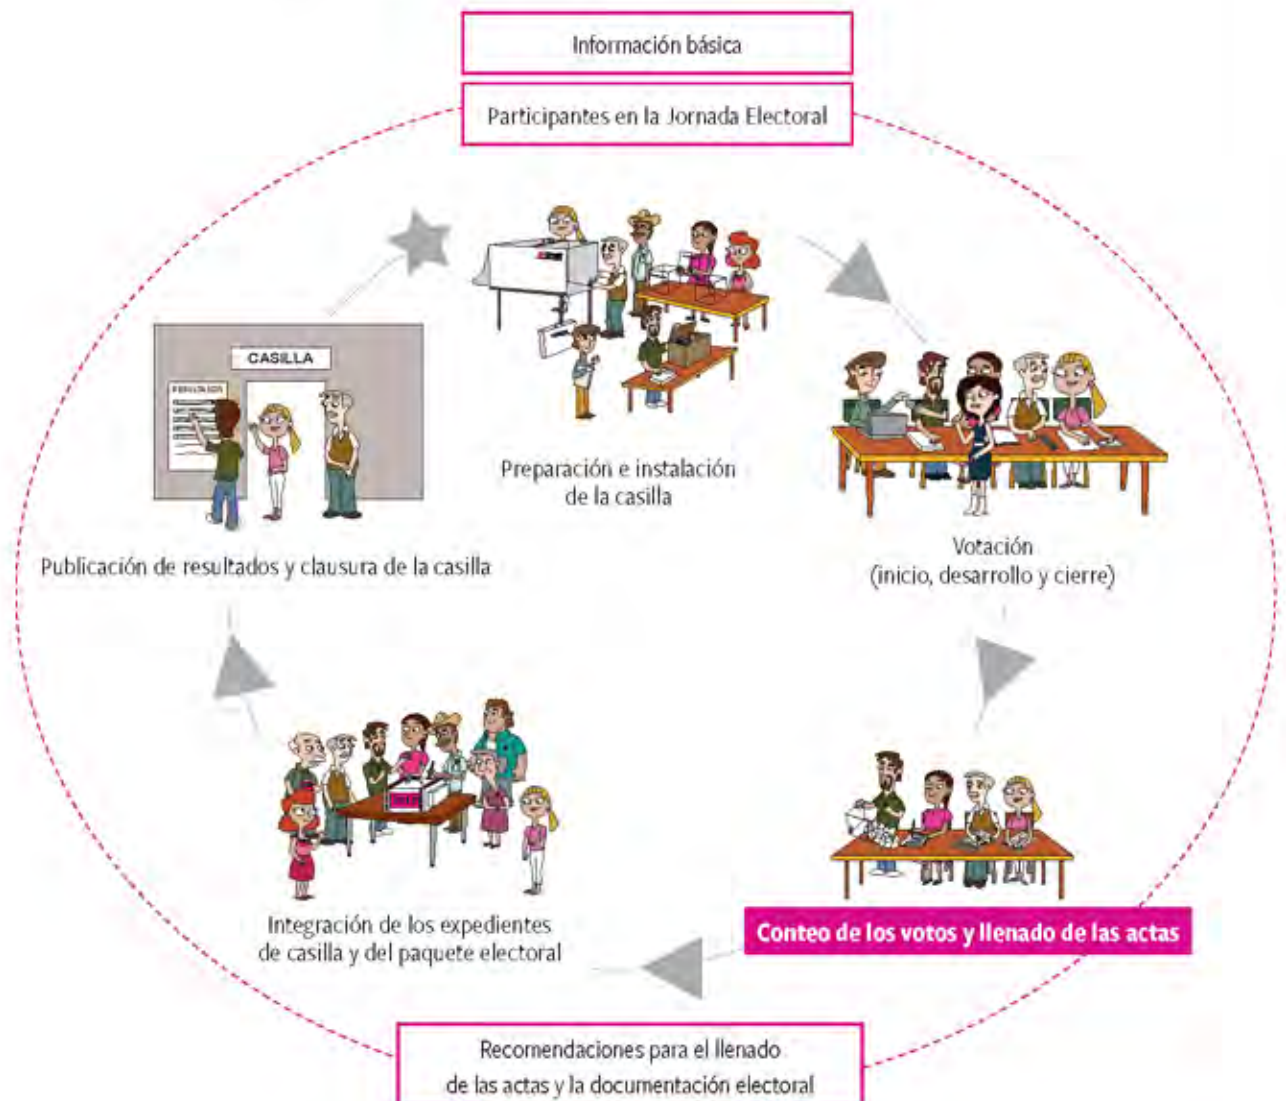 Información básica
Participantes en la Jornada Electoral
Preparación e instalación
de la casilla
CASILLA
RESULTADOS
Publicación de resultados y clausura de la casilla
Votación
(inicio, desarrollo y cierre)
Integración de los expedientes
de casilla y del paquete electoral
Conteo de los votos y llenado de las actas
Recomendaciones para el llenado
de las actas y la documentación electoral